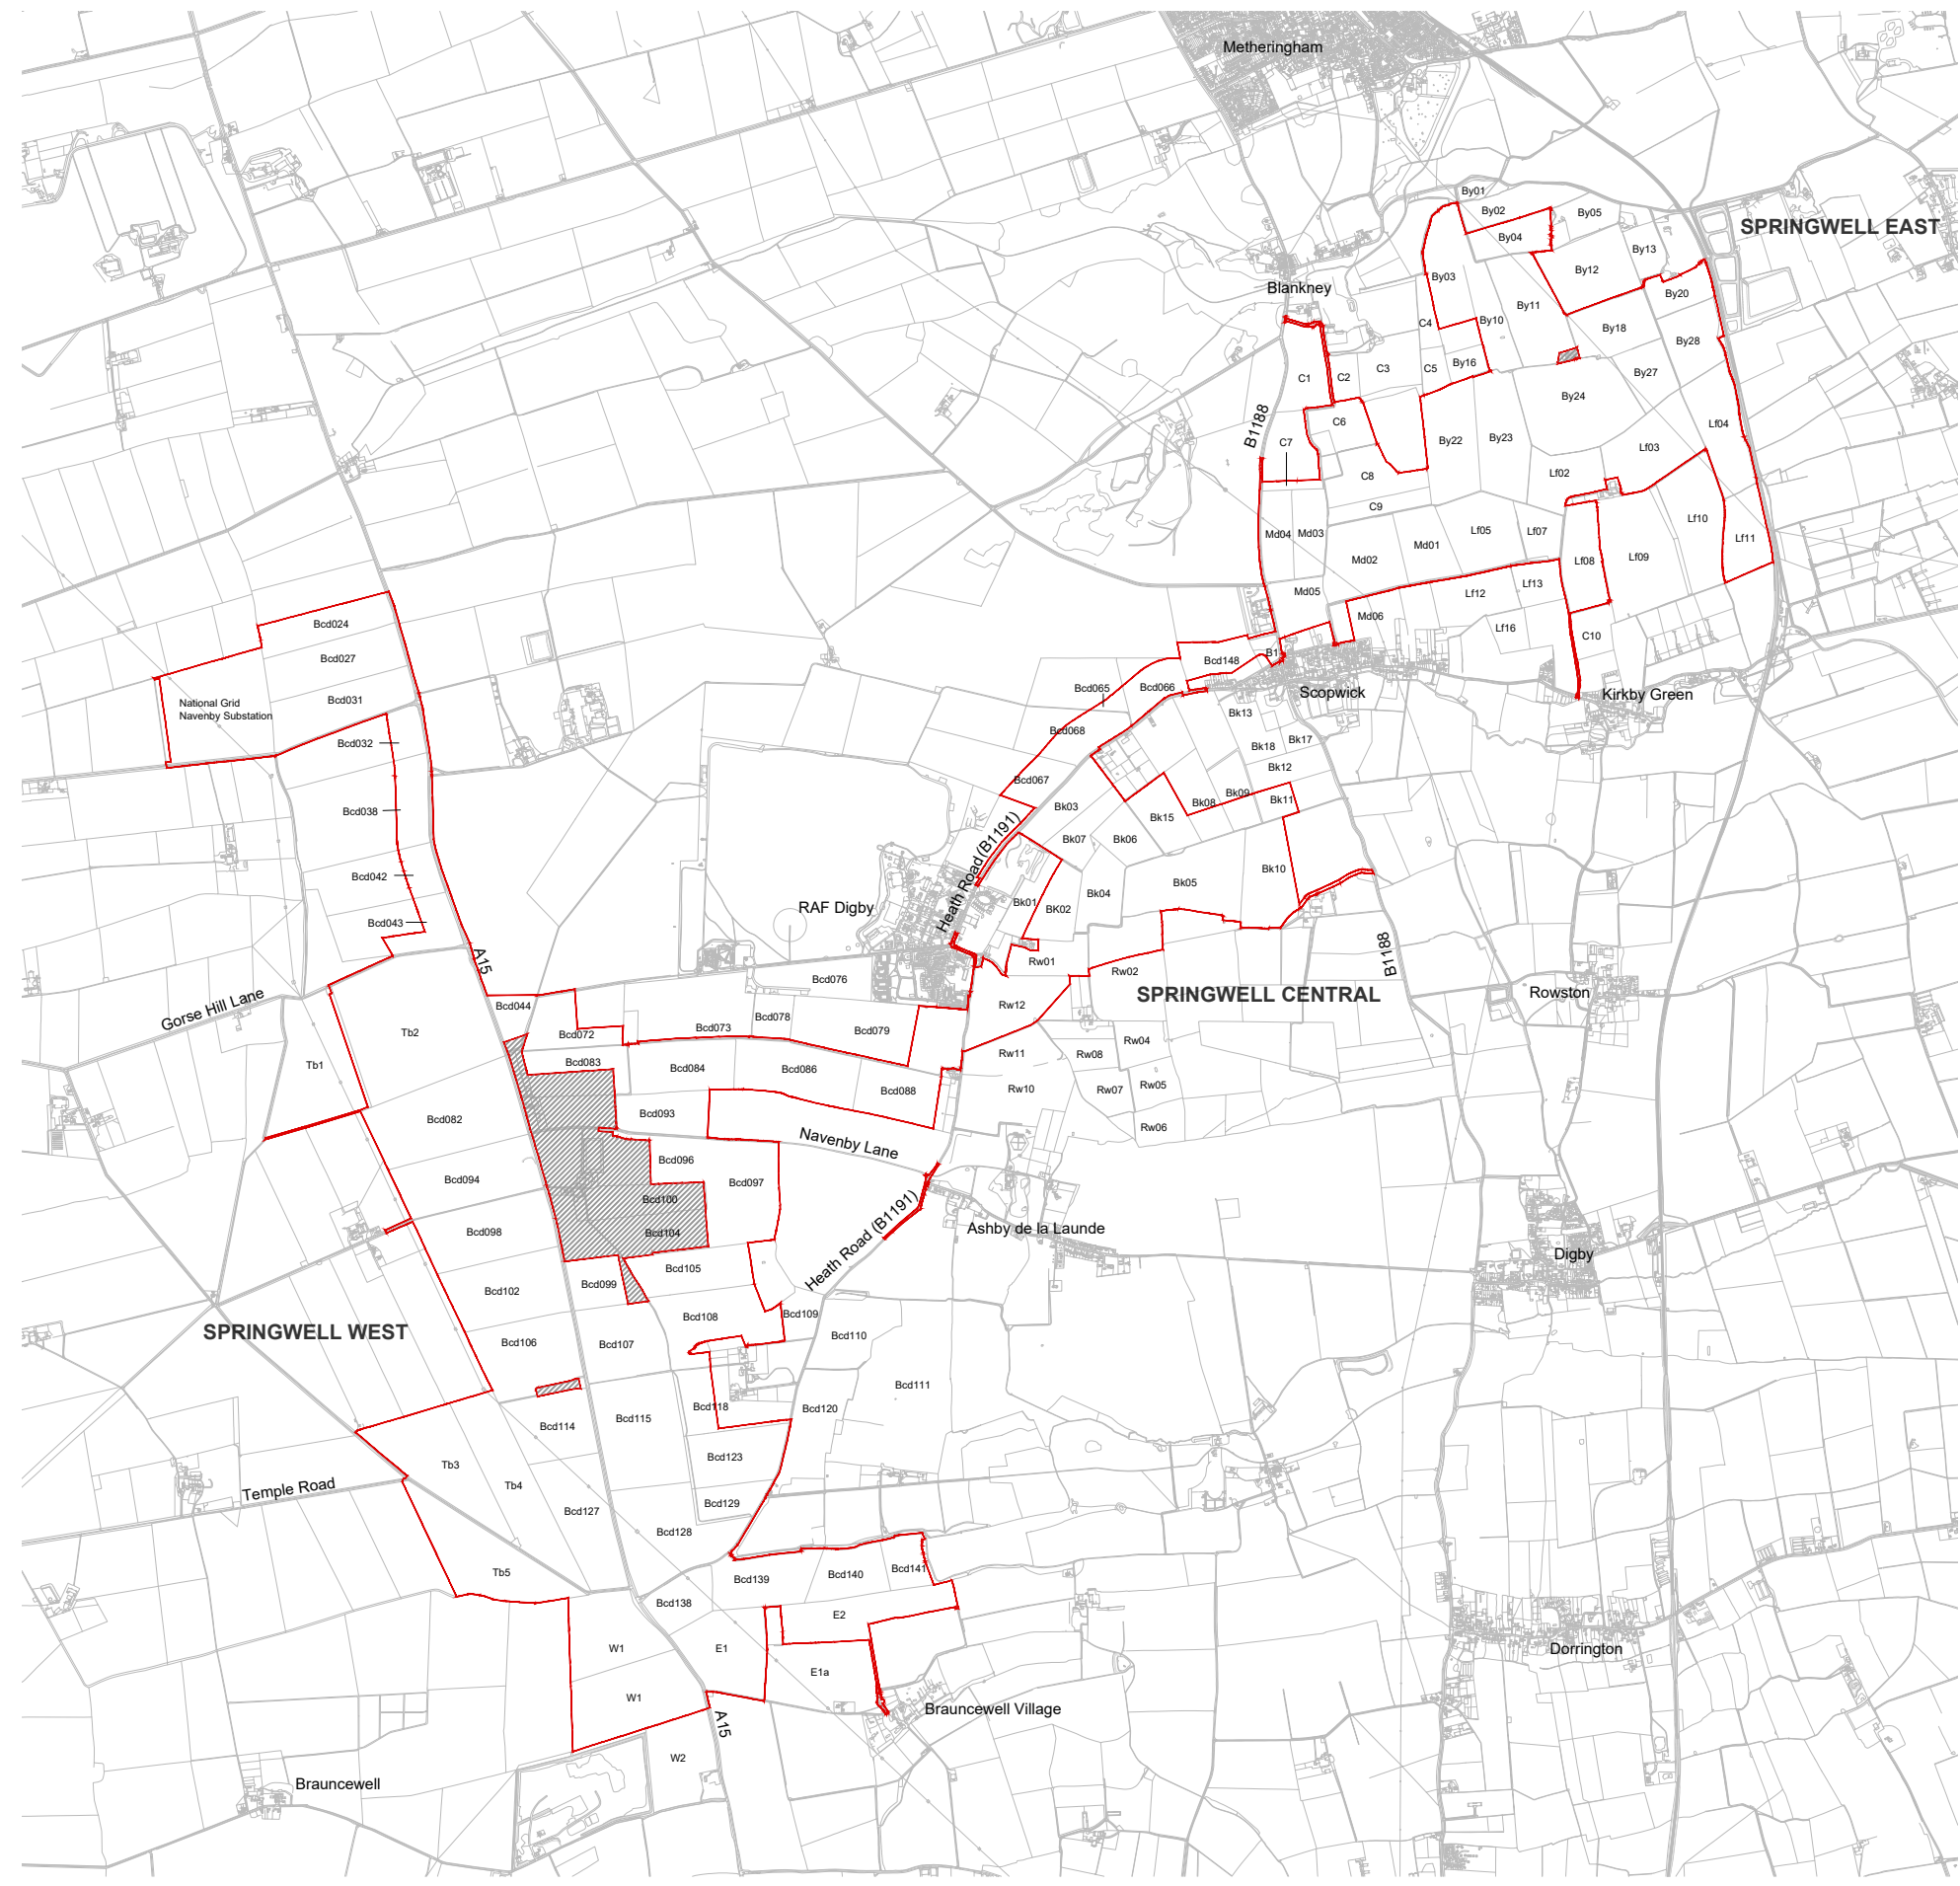 Metheringham
By01
By02
By05
SPRINGWELL EAST
By04
By13
By12
By03
Blankney
By20
By11
C4
By10
By18
By28
C3
C5
By16
By27
C1
C2
By24
B1188
C6
Lf04
C7
By22
By23
Lf03
C8
Lf02
C9
Lf10
Md04
Md03
Lf05
Lf07
Lf11
Md01
Md02
Lf08
Lf09
Md05
Lf13
Lf12
Bcd024
Md06
Lf16
C10
Bcd027
B1
Bcd148
Bcd065
Bcd066
Scopwick
Kirkby Green
Bcd031
National Grid
Navenby Substation
Bk13
Bcd068
Bcd032
Bk17
Bk18
Bk12
Bcd067
Bk09
Bk08
Bk11
Bcd038
Bk03
Bk15
Bk07
Bk06
Heath Road (B1191)
Bcd042
Bk10
Bk05
Bk04
RAF Digby
Bk01
BK02
Bcd043
B1188
A15
Rw01
Rw02
Bcd076
SPRINGWELL CENTRAL
Rowston
Gorse Hill Lane
Bcd044
Rw12
Bcd078
Tb2
Bcd072
Bcd073
Bcd079
Rw04
Rw11
Rw08
Tb1
Bcd083
Bcd084
Bcd086
Rw05
Rw10
Rw07
Bcd088
Bcd093
Bcd082
Rw06
Navenby Lane
Bcd096
Bcd094
Bcd097
Bcd100
Heath Road (B1191)
Ashby de la Launde
Bcd098
Bcd104
Digby
Bcd105
Bcd099
Bcd102
Bcd108
Bcd109
SPRINGWELL WEST
Bcd110
Bcd106
Bcd107
Bcd111
Bcd118
Bcd120
Bcd115
Bcd114
Bcd123
Tb3
Temple Road
Tb4
Bcd129
Bcd127
Bcd128
Tb5
Bcd139
Bcd140
Bcd141
Bcd138
E2
W1
E1
Dorrington
E1a
W1
Brauncewell Village
A15
W2
Brauncewell